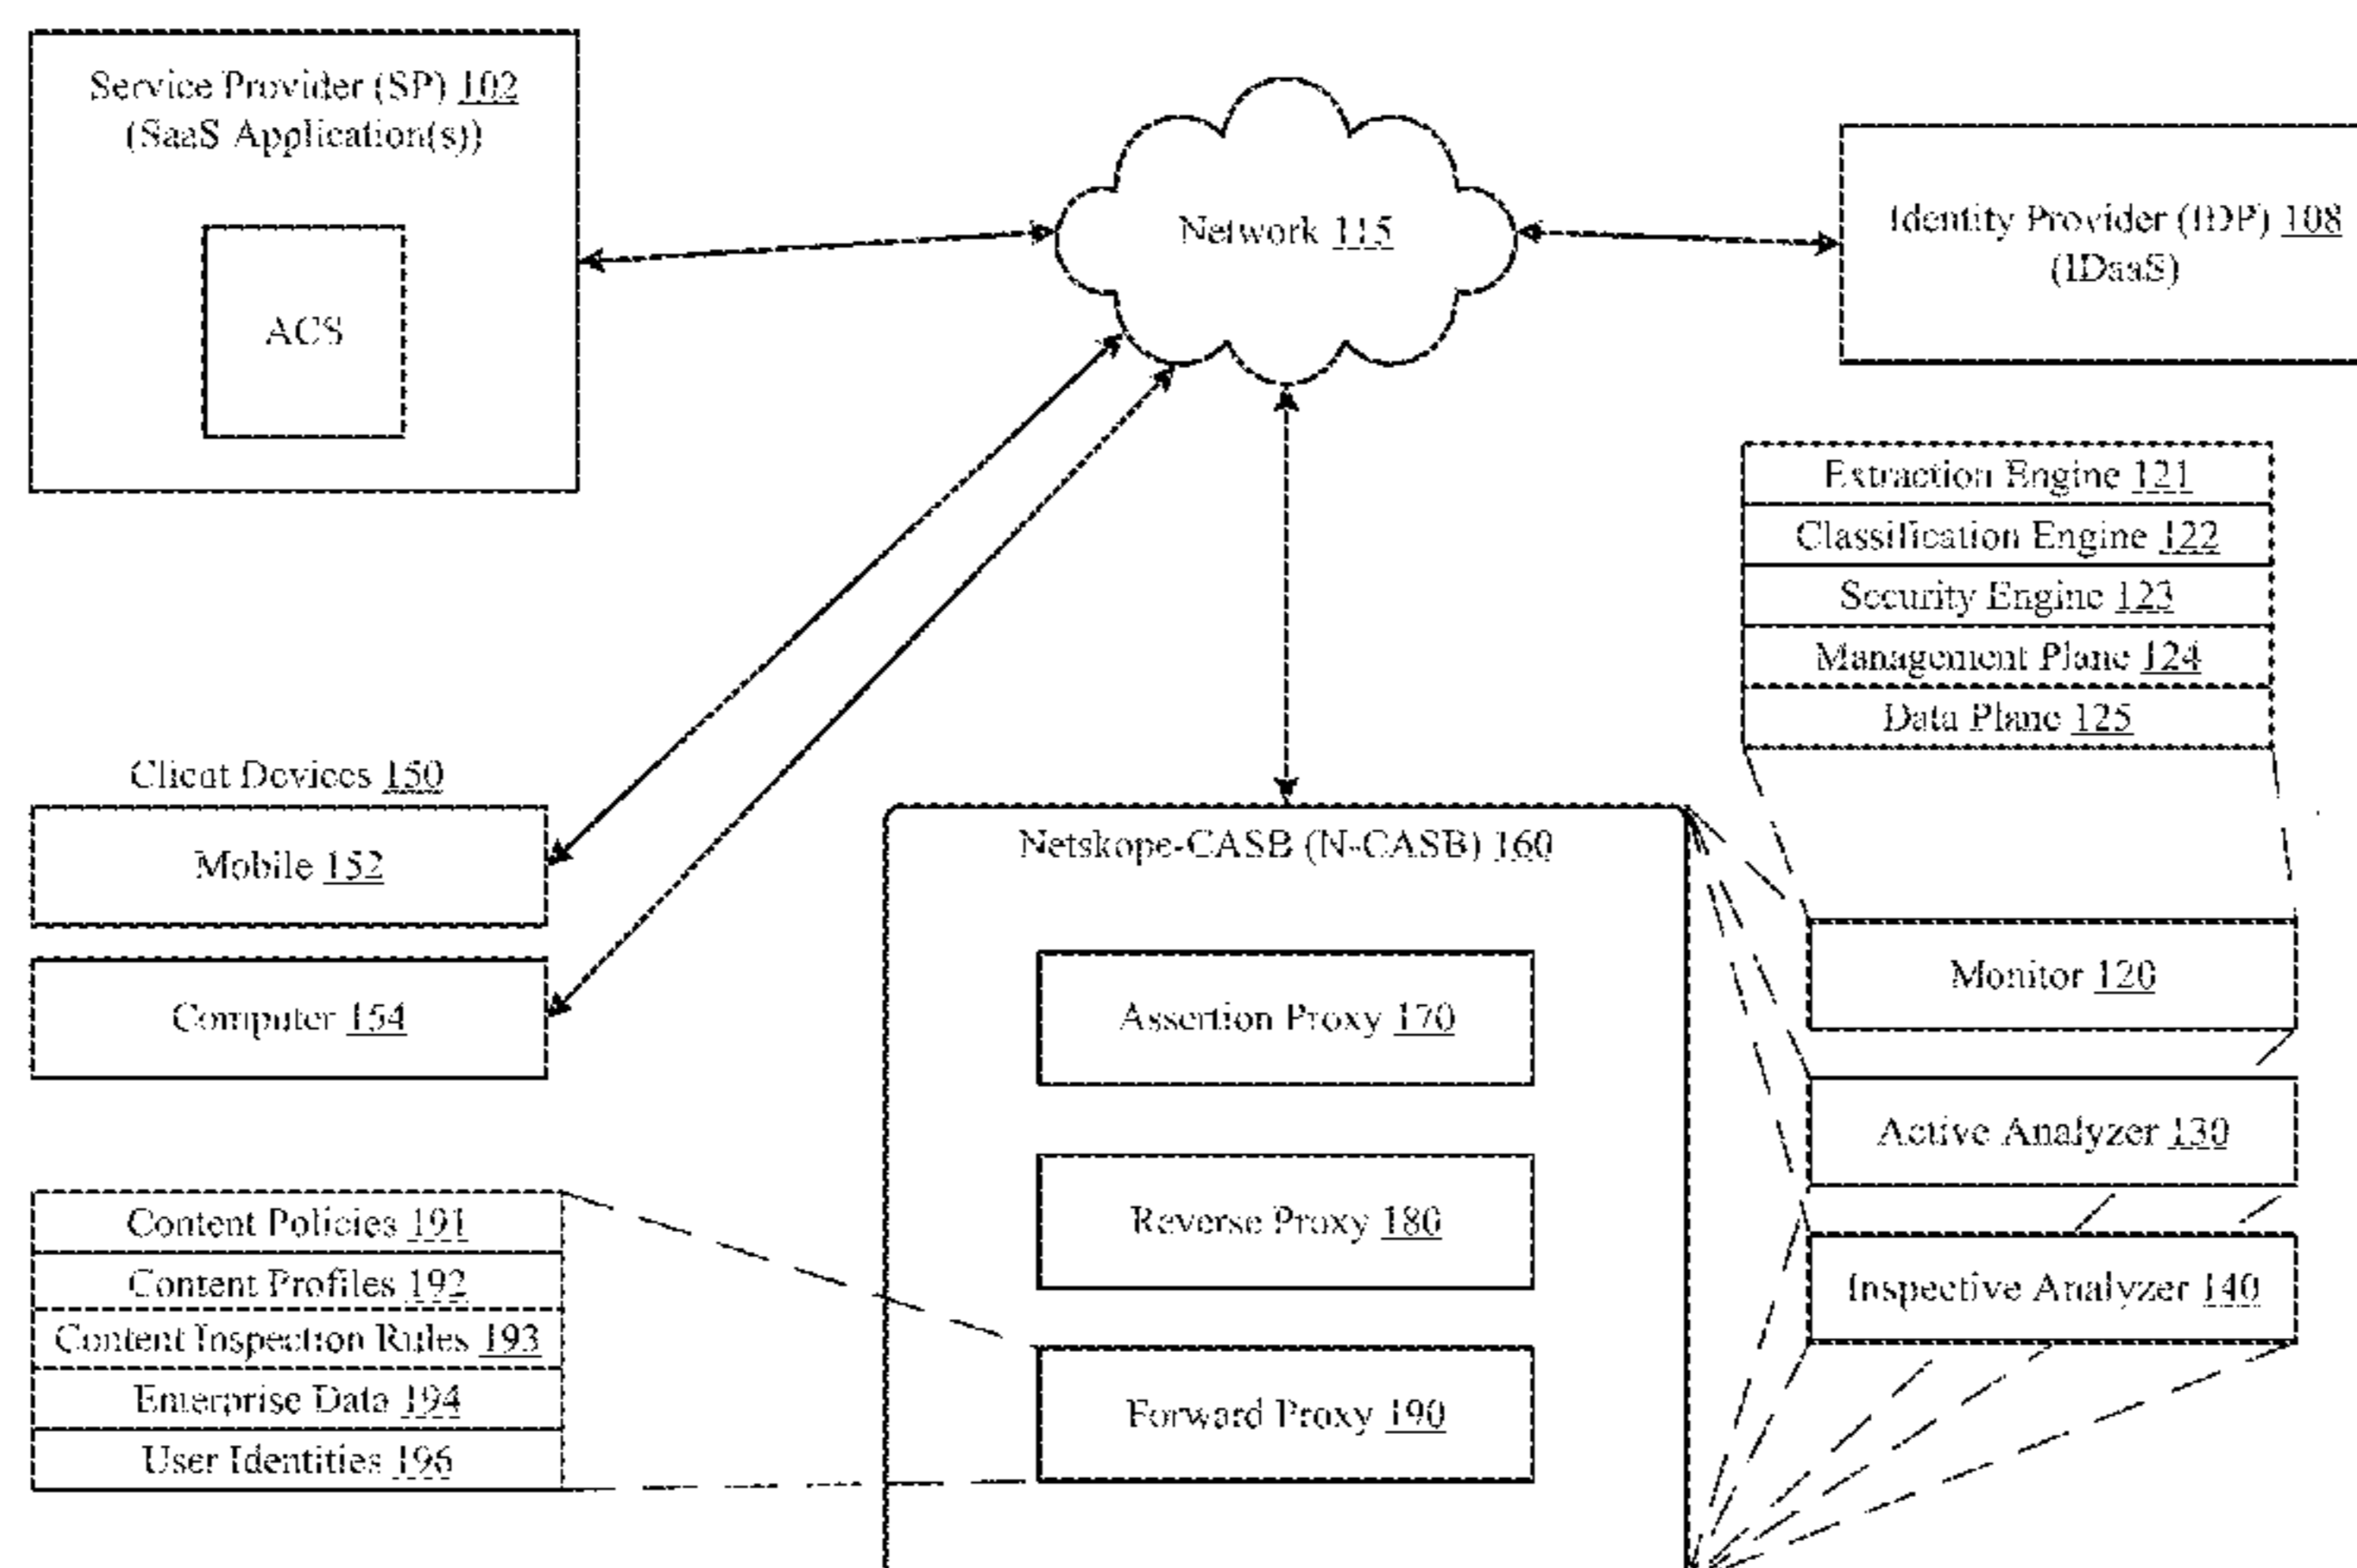 Service Provider (SP) 102
(SaaS Application(s))
ACS
Network 115
Identity Provider (IDP) 108
(IDaaS)
Extraction Engine 121
Classification Engine 122
Security Engine 123
Management Plane 124
Data Plane 125
Client Devices 150
Mobile 152
Computer 154
Netskope-CASB (N-CASB) 160
Assertion Proxy 170
Reverse Proxy 180
Forward Proxy 190
Monitor 120
Active Analyzer 130
Inspective Analyzer 140
Content Policies 191
Content Profiles 192
Content Inspection Rules 193
Enterprise Data 194
User Identities 196